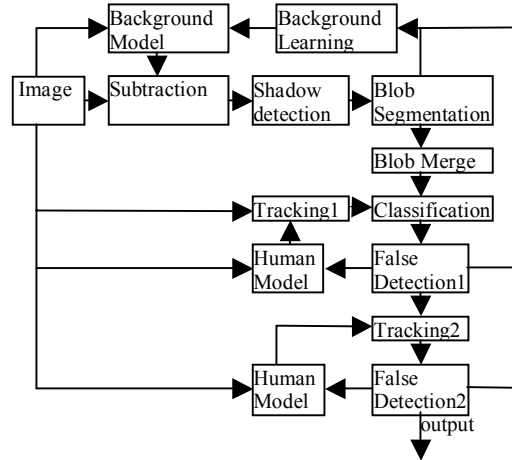 Background
Model
Background
Learning
Image
Subtraction
Shadow
detection
Blob
Segmentation
Blob Merge
Tracking1
Classification
Human
Model
False
Detection1
Tracking2
Human
Model
False
Detection2
output